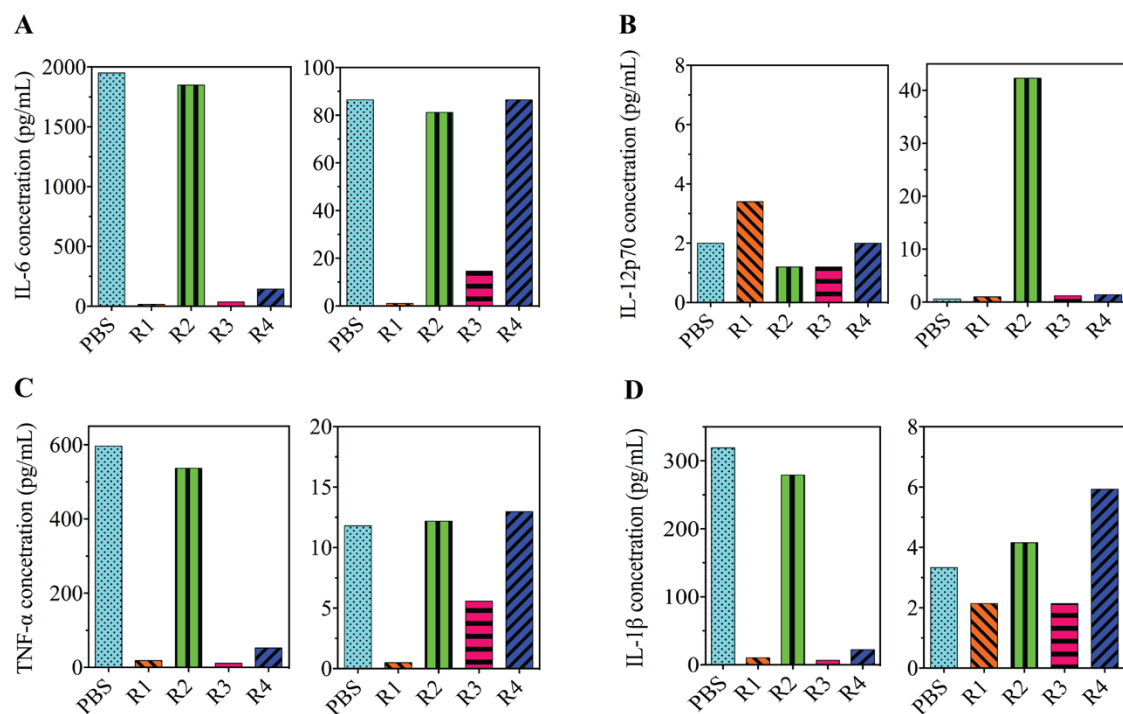 A
B
IL-6 concetration (pg/mL)
2000
1500
1000
500
0
PBS
R1
R2
R3
R4
100
80
60
40
20
0
PBS
R1
R2
R3
R4
IL-12p70 concetration (pg/mL)
8
6
4
2
0
PBS
R1
R2
R3
R4
40
30
20
10
0
PBS
R1
R2
R3
R4
C
D
TNF-α concetration (pg/mL)
600
400
200
0
PBS
R1
R2
R3
R4
20
15
10
5
0
PBS
R1
R2
R3
R4
IL-1β concetration (pg/mL)
300
200
100
0
PBS
R1
R2
R3
R4
8
6
4
2
0
PBS
R1
R2
R3
R4